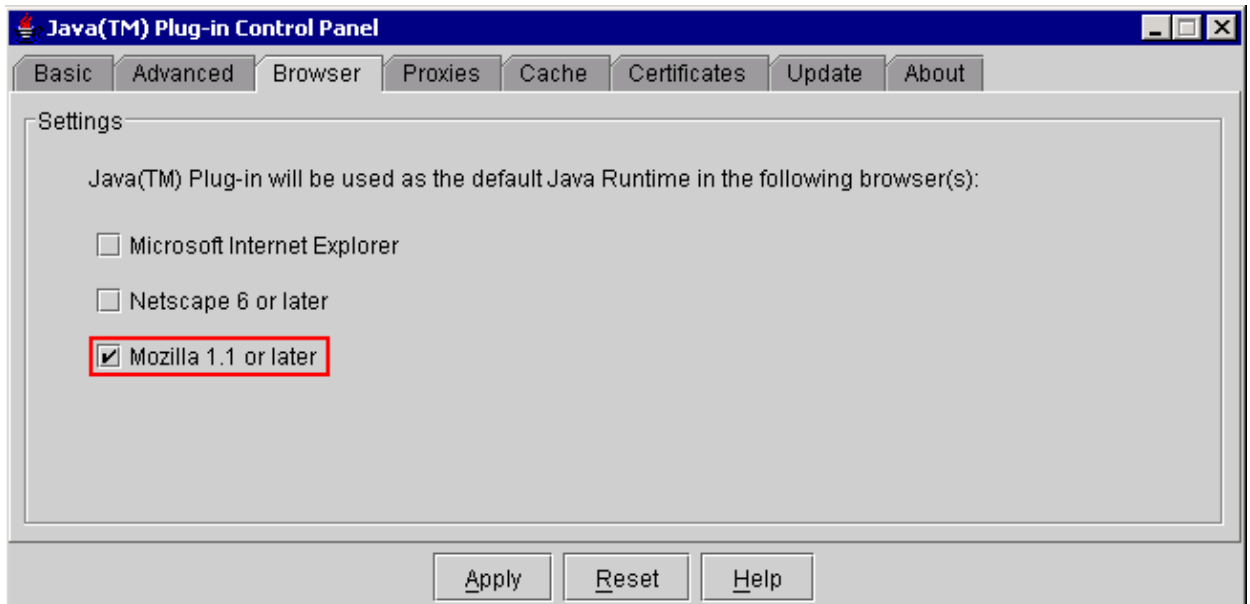 Java(TM) Plug-in Control Panel
Basic Advanced Browser Proxies Cache Certificates Update About
Settings
Java(TM) Plug-in will be used as the default Java Runtime in the following browser(s):
Microsoft Internet Explorer
Netscape 6 or later
Mozilla 1.1 or later
Apply Reset Help